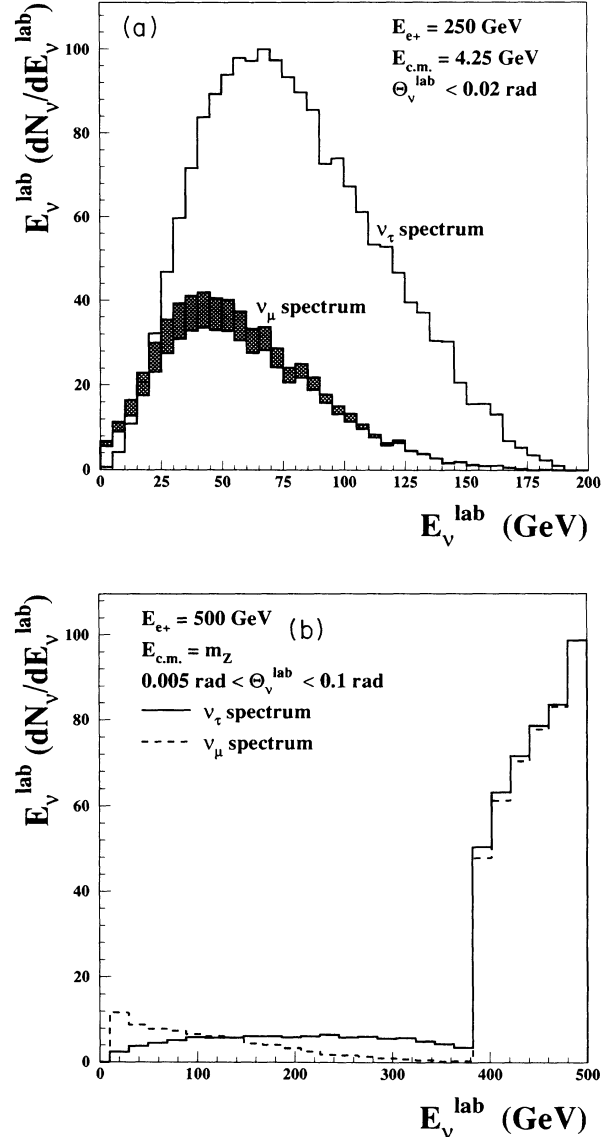 (a)
E_e+ = 250 GeV
E_c.m. = 4.25 GeV
Θ_ν^lab < 0.02 rad
E_ν^lab (dN_ν/dE_ν^lab)
100
80
60
40
20
0
ν_τ spectrum
ν_μ spectrum
0 25 50 75 100 125 150 175 200
E_ν^lab (GeV)
(b)
E_e+ = 500 GeV
E_c.m. = m_Z
0.005 rad < Θ_ν^lab < 0.1 rad
ν_τ spectrum
ν_μ spectrum
E_ν^lab (dN_ν/dE_ν^lab)
100
80
60
40
20
0
0 100 200 300 400 500
E_ν^lab (GeV)